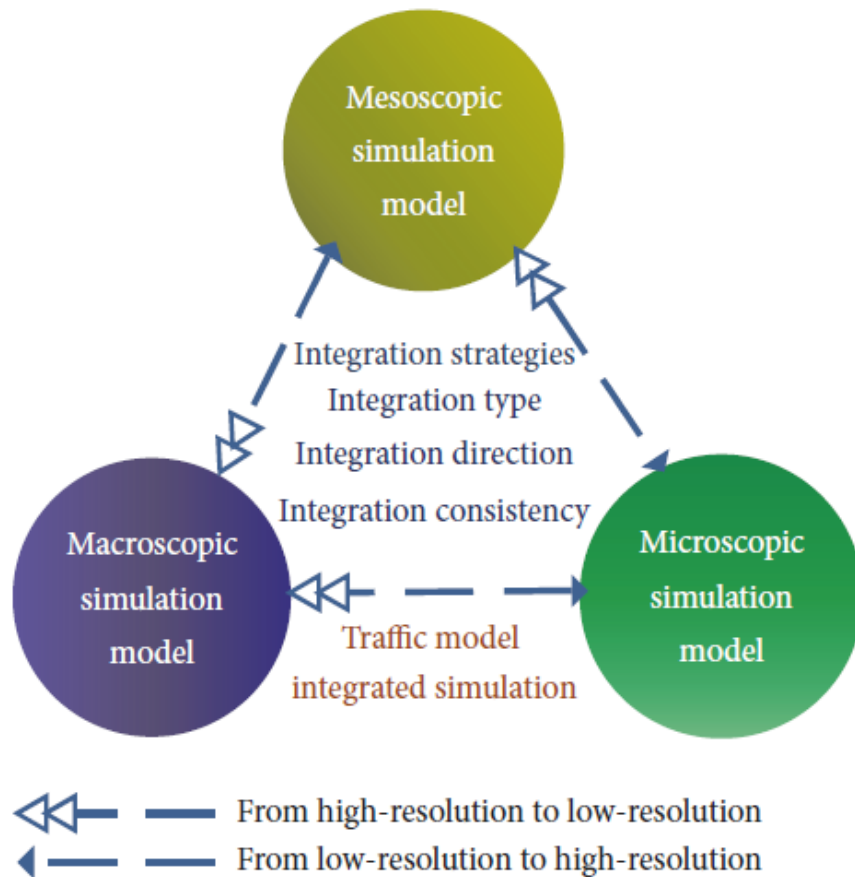 Mesoscopic
simulation
model
Integration strategies
Integration type
Integration direction
Integration consistency
Macroscopic
simulation
model
Microscopic
simulation
model
Traffic model
integrated simulation
From high-resolution to low-resolution
From low-resolution to high-resolution